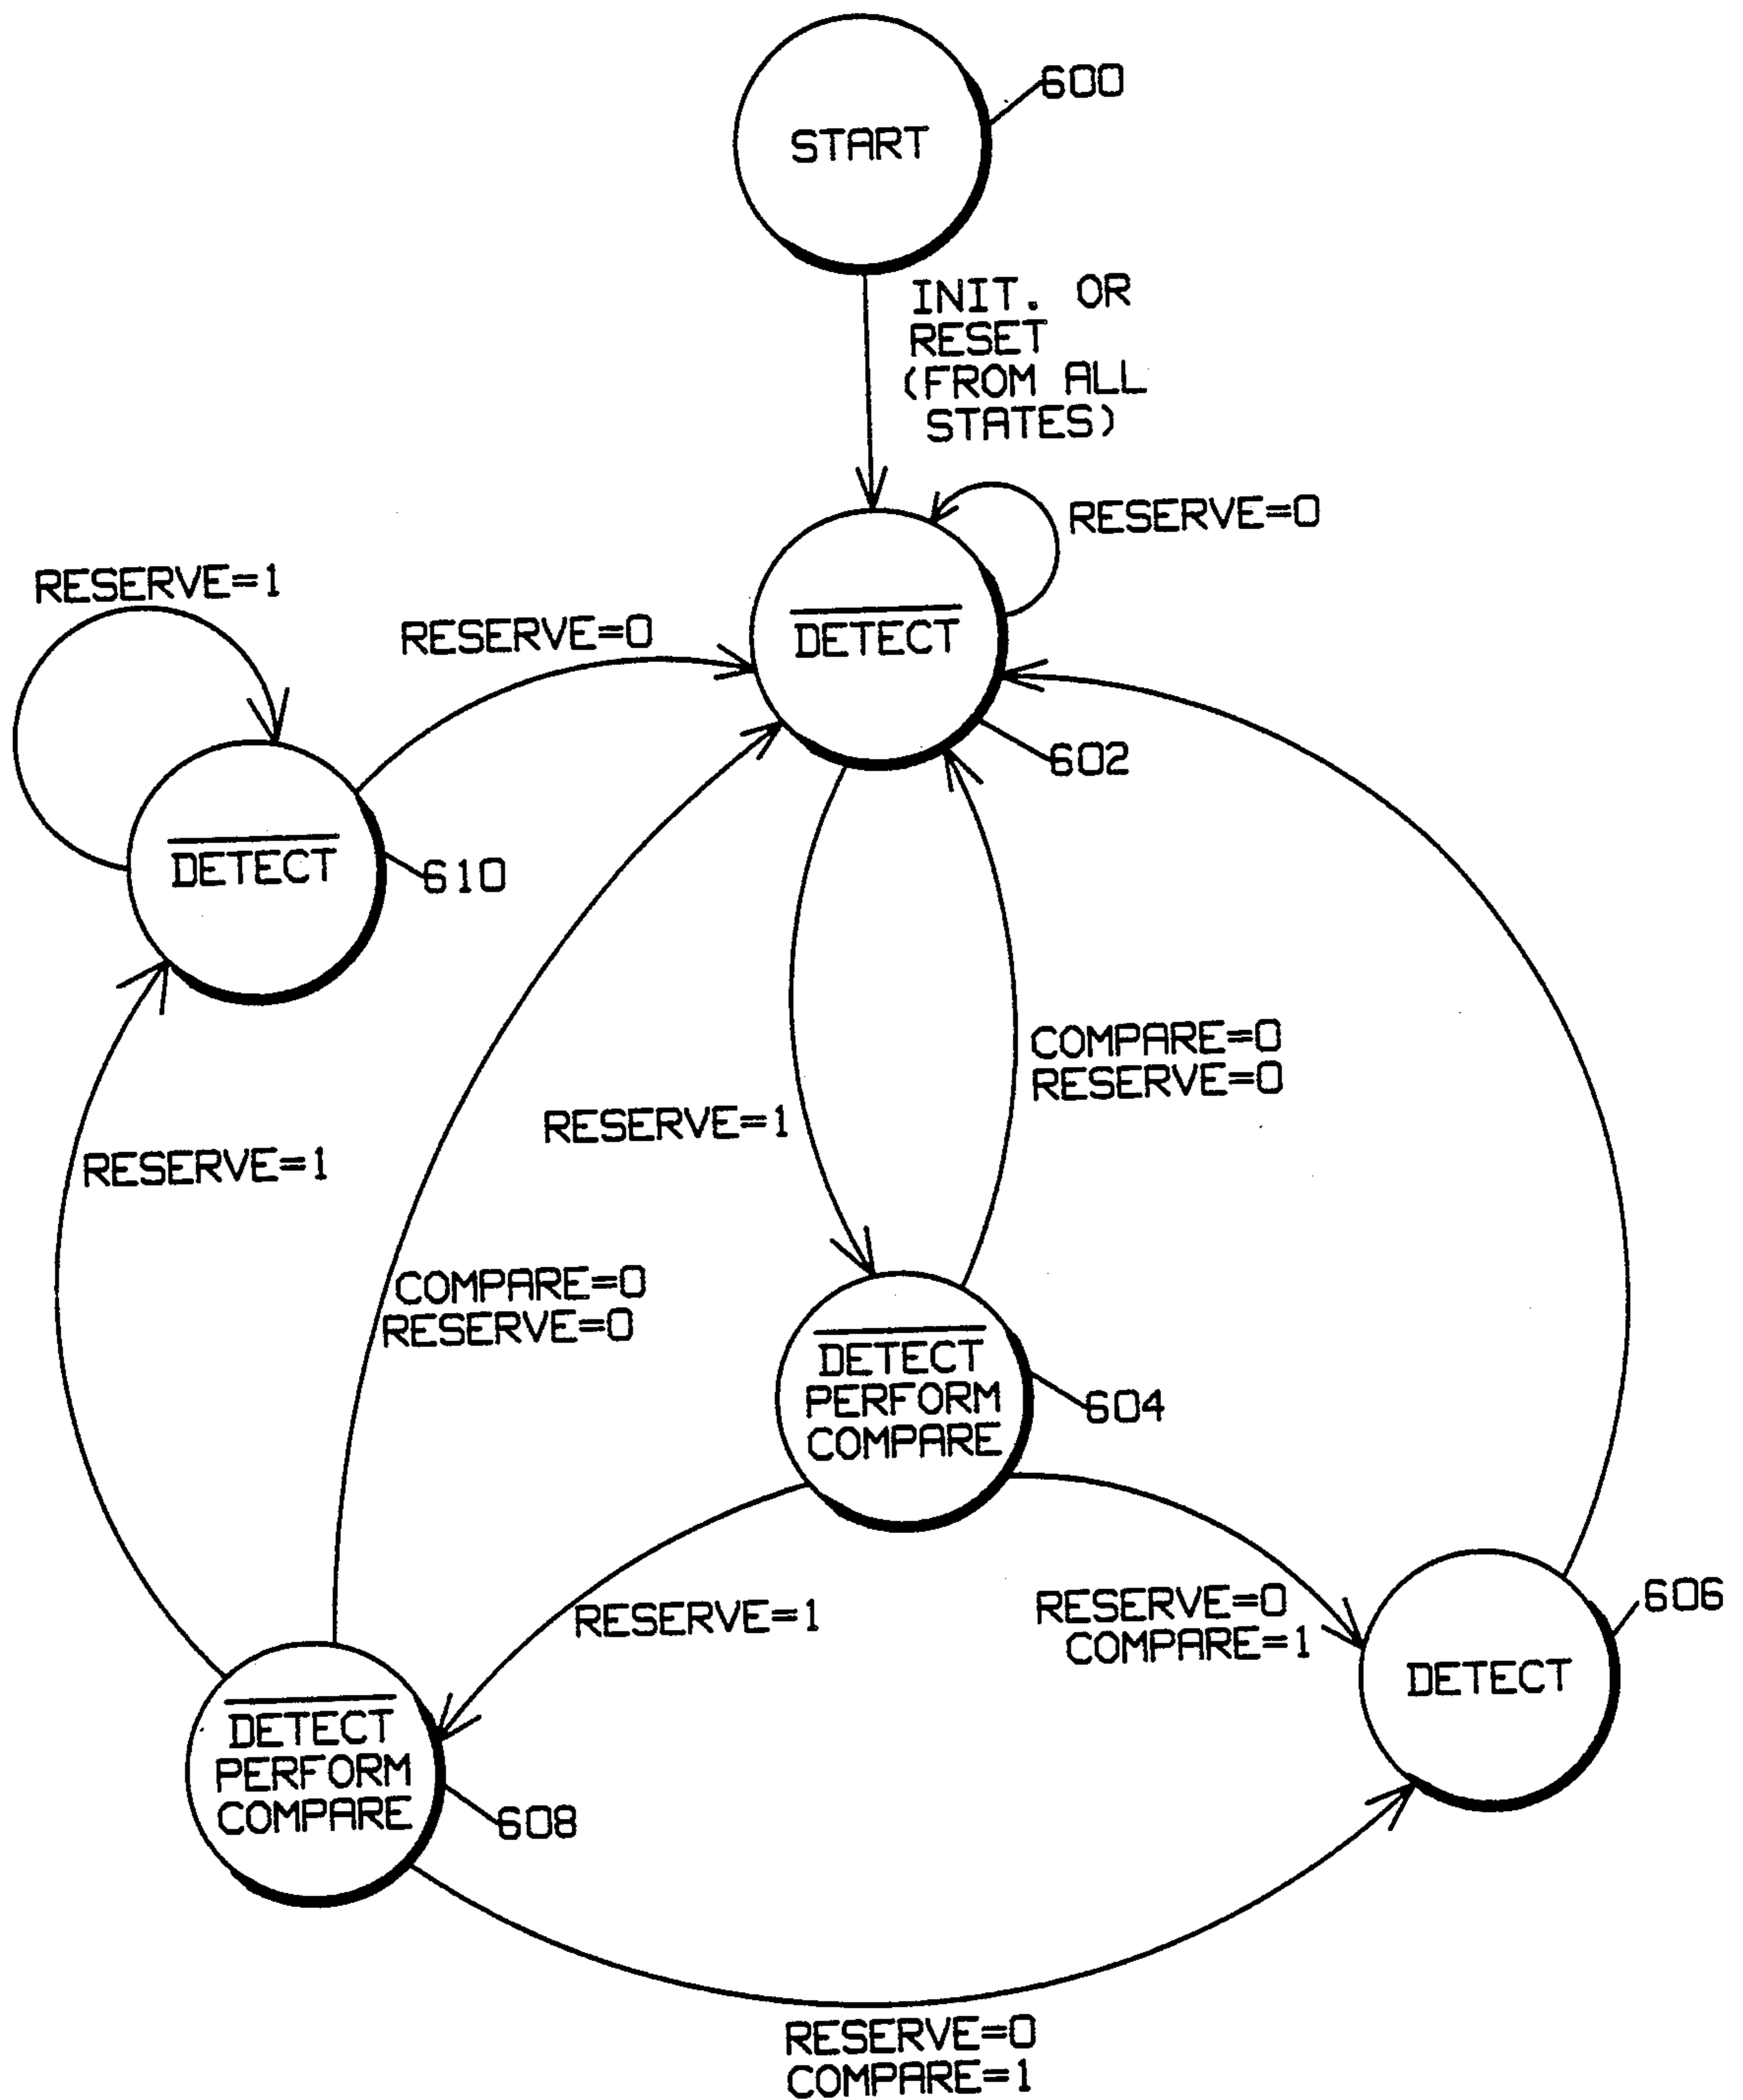 600
START
INIT. OR
RESET
(FROM ALL
STATES)
RESERVE=0
RESERVE=1
RESERVE=0
DETECT
602
DETECT
610
COMPARE=0
RESERVE=0
RESERVE=1
RESERVE=1
COMPARE=0
RESERVE=0
DETECT
PERFORM
COMPARE
604
RESERVE=1
RESERVE=0
COMPARE=1
606
DETECT
DETECT
PERFORM
COMPARE
608
RESERVE=0
COMPARE=1